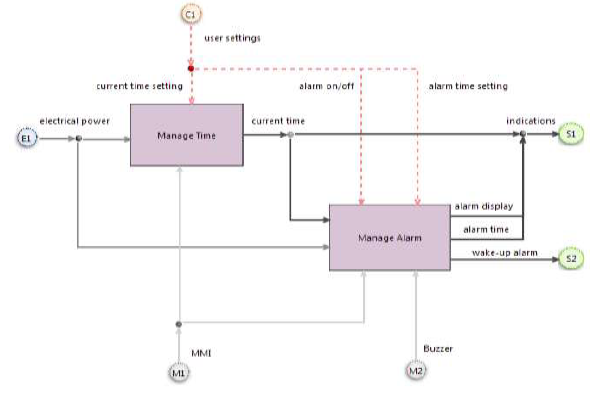 C1
user settings
current time setting
alarm on/off
alarm time setting
electrical power
current time
indications
E1
Manage Time
S1
alarm display
alarm time
Manage Alarm
wake-up alarm
S2
MMI
Buzzer
M1
M2